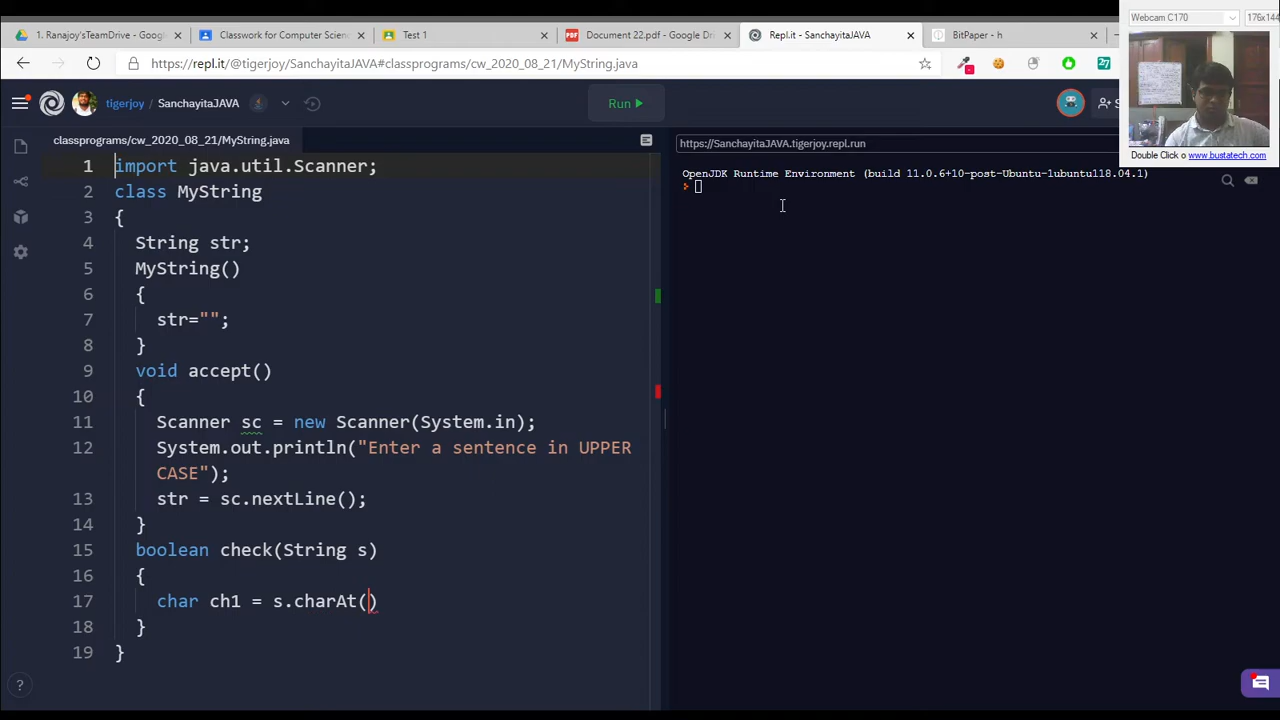 Webcam C170
176x144
1. Ranajoy'sTeamDrive - Google
Classwork for Computer Scienc
Test 1
Document 22.pdf - Google Dri
Repl.it - SanchayitaJAVA
BitPaper - h
https://repl.it/@tigerjoy/SanchayitaJAVA#classprograms/cw_2020_08_21/MyString.java
27
tigerjoy / SanchayitaJAVA
Run
S
Double Click o www.bustatech.com
classprograms/cw_2020_08_21/MyString.java
https://SanchayitaJAVA.tigerjoy.repl.run
OpenJDK Runtime Environment (build 11.0.6+10-post-Ubuntu-1ubuntu118.04.1)
1 import java.util.Scanner;
2 class MyString
3 {
4 String str;
5 MyString()
6 {
7 str="";
8 }
9 void accept()
10 {
11 Scanner sc = new Scanner(System.in);
12 System.out.println("Enter a sentence in UPPER
CASE");
13 str = sc.nextLine();
14 }
15 boolean check(String s)
16 {
17 char ch1 = s.charAt()
18 }
19 }
?